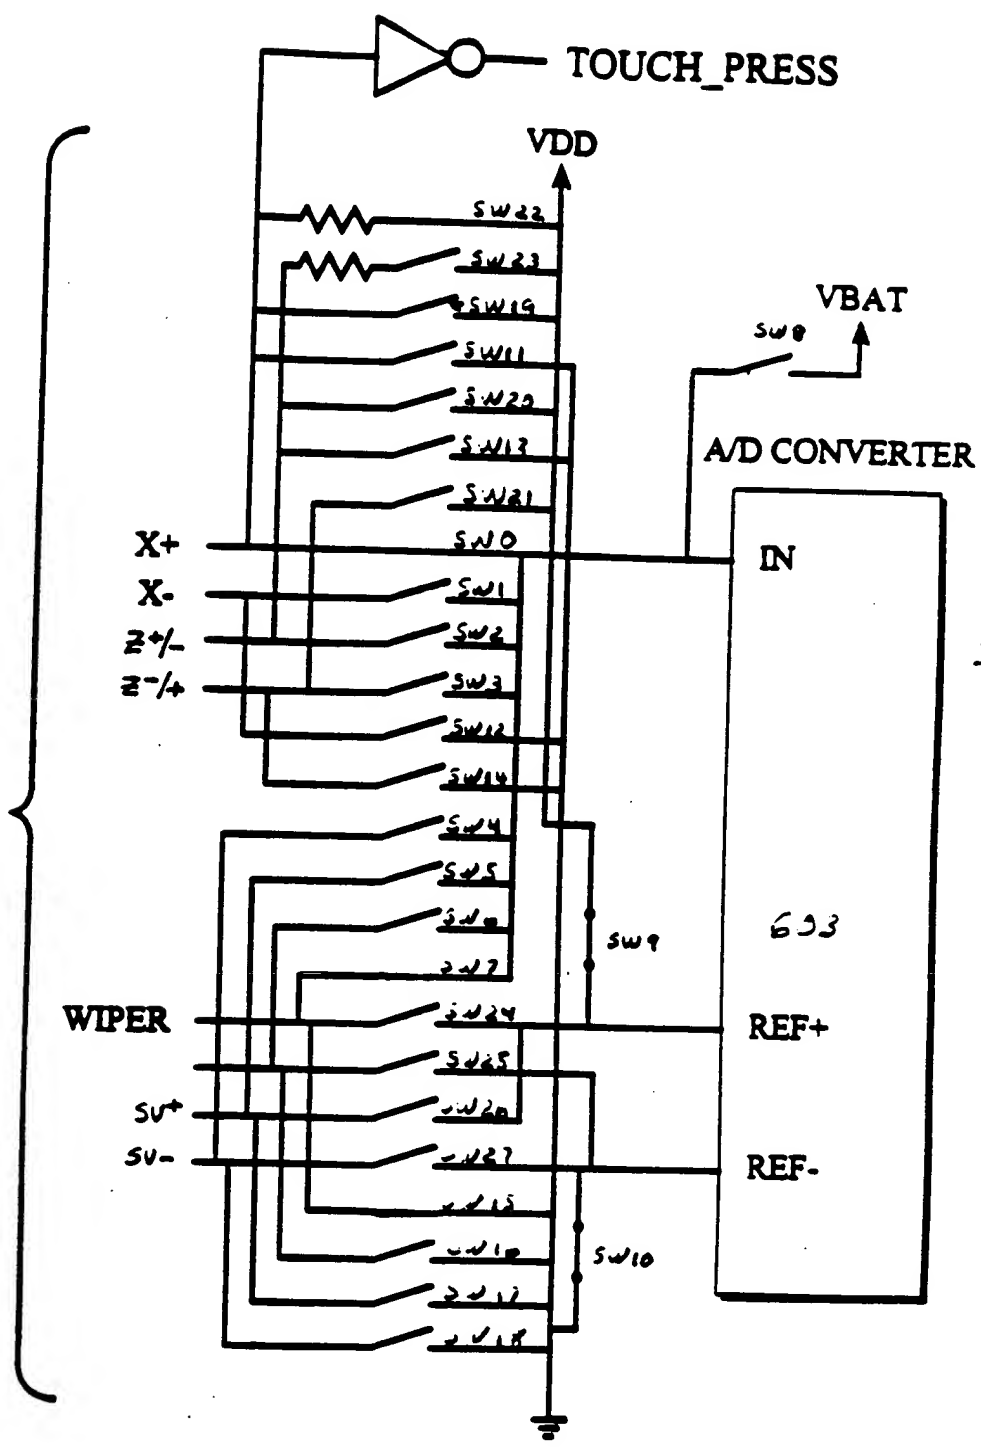 TOUCH_PRESS
VDD
SW22
SW23
SW19
VBAT
SW8
SW11
SW20
SW13
A/D CONVERTER
SW21
X+
SW0
IN
X-
SW1
Z+/-
SW2
Z-/+
SW3
SW12
SW14
SW4
SW5
SW6
693
SW9
SW7
WIPER
SW24
REF+
SW25
SV+
SW26
SV-
SW27
REF-
SW15
SW16
SW10
SW17
SW18